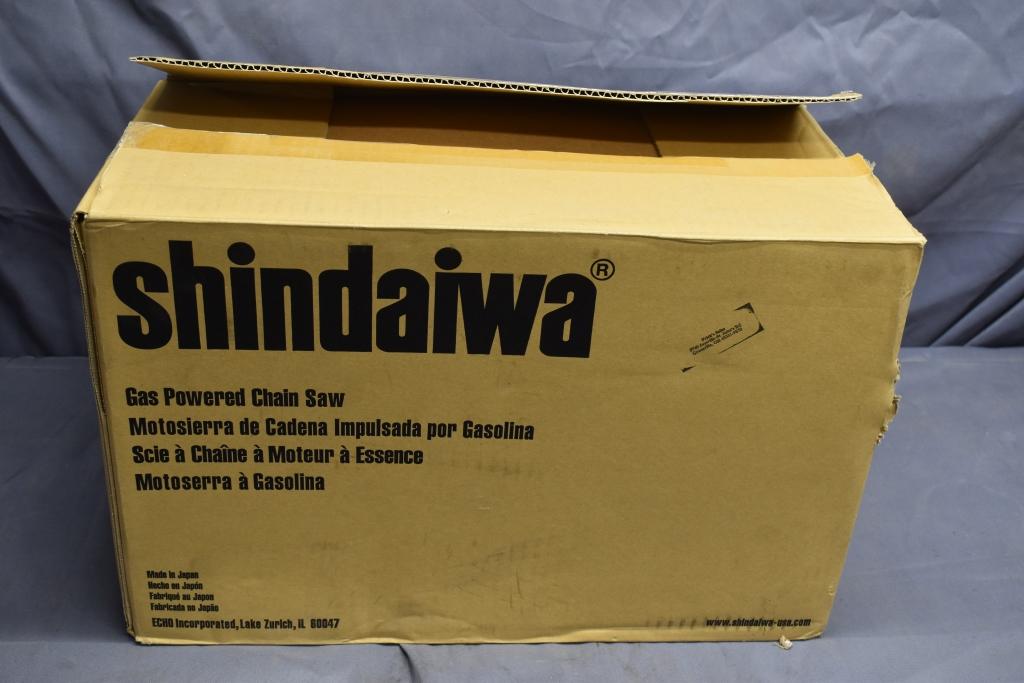 shindaiwa®
Gas Powered Chain Saw
Motosierra de Cadena Impulsada por Gasolina
Scie à Chaîne à Moteur à Essence
Motoserra à Gasolina
Made in Japan
Hecho en Japón
Fabriqué au Japon
Fabricada no Japão
ECHO Incorporated, Lake Zurich, IL 60047
www.shindaiwa-usa.com